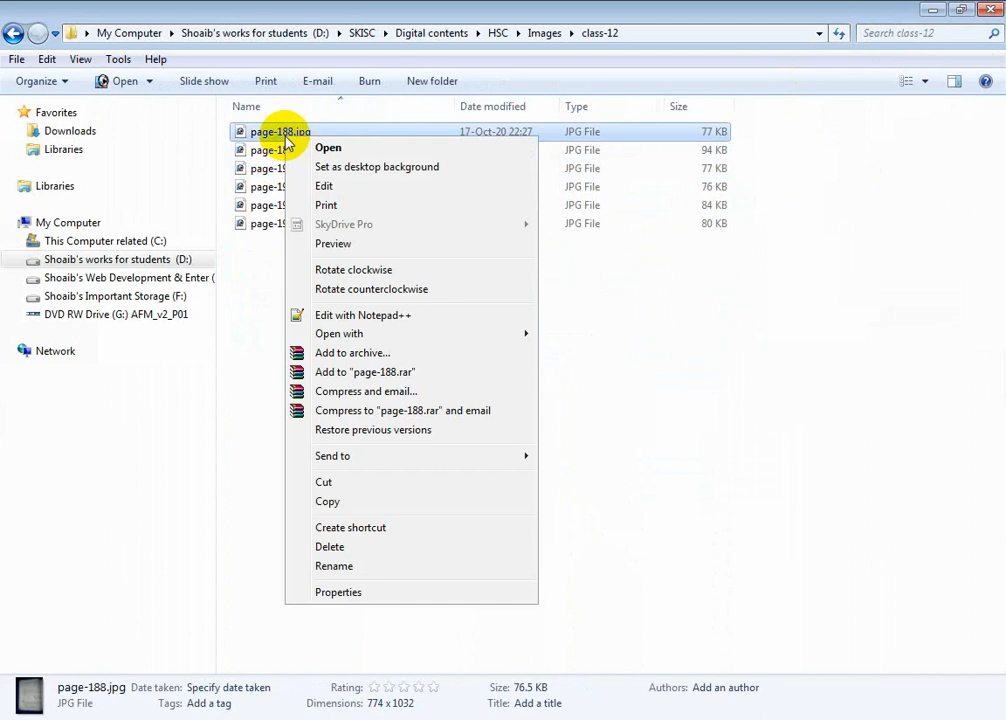 My Computer Shoaib's works for students (D:) SKISC Digital contents HSC Images class-12 Search class-12
File Edit View Tools Help
Organize Open Slide show Print E-mail Burn New folder
Favorites
Downloads
Libraries
Libraries
My Computer
This Computer related (C:)
Shoaib's works for students (D:)
Shoaib's Web Development & Enter (
Shoaib's Important Storage (F:)
DVD RW Drive (G:) AFM_v2_P01
Network
Name Date modified Type Size
page-188.jpg 17-Oct-20 22:27 JPG File 77 KB
JPG File 94 KB
JPG File 77 KB
JPG File 76 KB
JPG File 84 KB
JPG File 80 KB
Open
Set as desktop background
Edit
Print
SkyDrive Pro
Preview
Rotate clockwise
Rotate counterclockwise
Edit with Notepad++
Open with
Add to archive...
Add to "page-188.rar"
Compress and email...
Compress to "page-188.rar" and email
Restore previous versions
Send to
Cut
Copy
Create shortcut
Delete
Rename
Properties
page-188.jpg Date taken: Specify date taken Rating: Size: 76.5 KB Authors: Add an author
JPG File Tags: Add a tag Dimensions: 774 x 1032 Title: Add a title